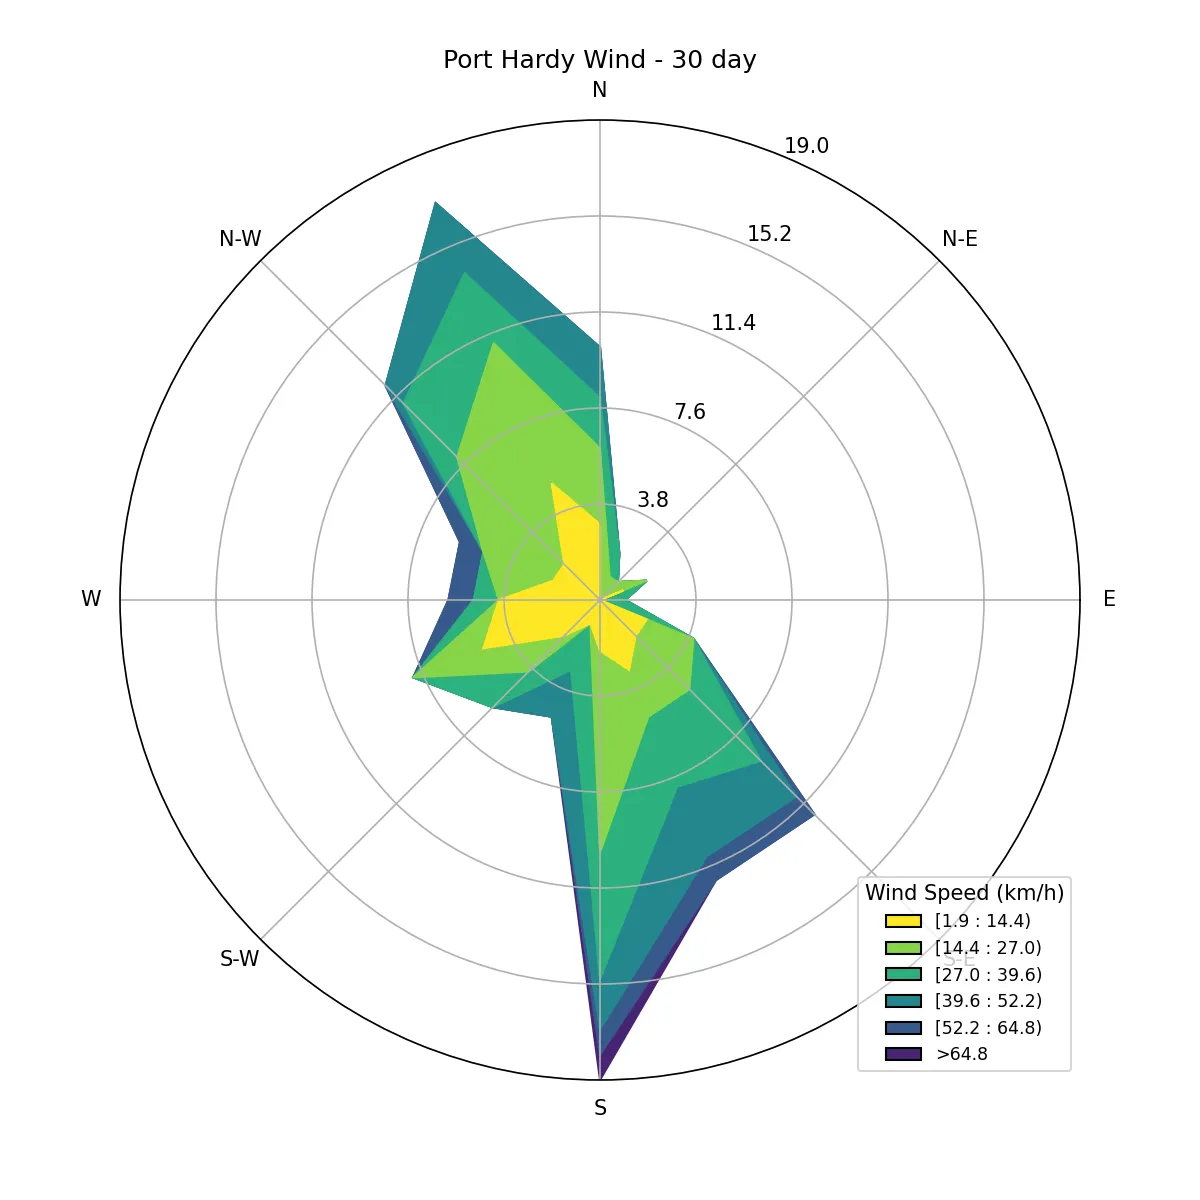 Port Hardy Wind - 30 day
N
19.0
N-W
15.2
N-E
11.4
7.6
3.8
W
E
S-W
S-E
S
Wind Speed (km/h)
[1.9 : 14.4)
[14.4 : 27.0)
[27.0 : 39.6)
[39.6 : 52.2)
[52.2 : 64.8)
>64.8